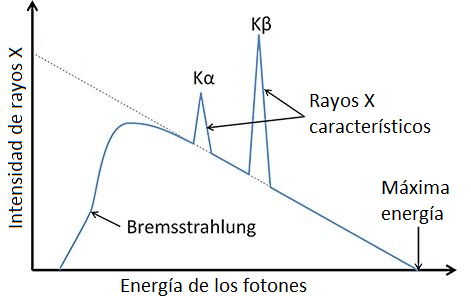 Kβ
Kα
Rayos X
característicos
Máxima
energía
Bremsstrahlung
Intensidad de rayos X
Energía de los fotones